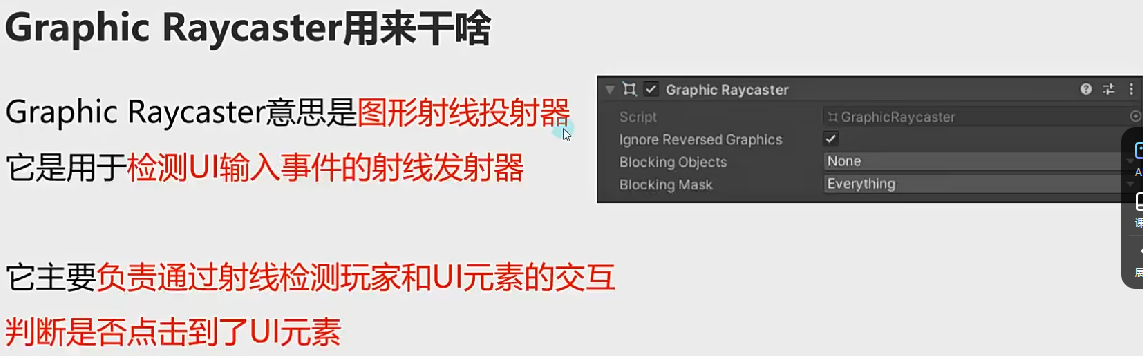 Graphic Raycaster用来干啥
Graphic Raycaster意思是图形射线投射器
它是用于检测UI输入事件的射线发射器
它主要负责通过射线检测玩家和UI元素的交互
判断是否点击到了UI元素
Graphic Raycaster
Script GraphicRaycaster
Ignore Reversed Graphics
Blocking Objects None
Blocking Mask Everything